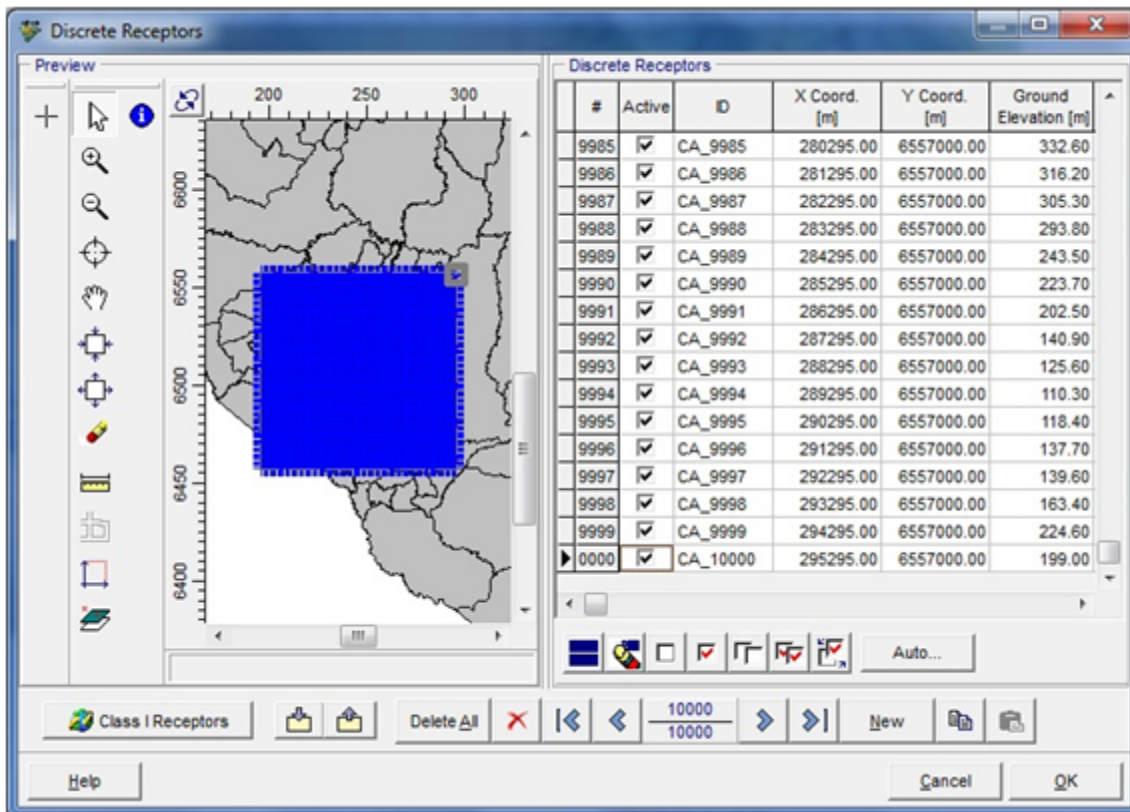 Discrete Receptors
Preview
200 250 300
6600
6550
6500
6450
6400
Discrete Receptors
# Active ID X Coord. [m] Y Coord. [m] Ground Elevation [m]
9985 CA_9985 280295.00 6557000.00 332.60
9986 CA_9986 281295.00 6557000.00 316.20
9987 CA_9987 282295.00 6557000.00 305.30
9988 CA_9988 283295.00 6557000.00 293.80
9989 CA_9989 284295.00 6557000.00 243.50
9990 CA_9990 285295.00 6557000.00 223.70
9991 CA_9991 286295.00 6557000.00 202.50
9992 CA_9992 287295.00 6557000.00 140.90
9993 CA_9993 288295.00 6557000.00 125.60
9994 CA_9994 289295.00 6557000.00 110.30
9995 CA_9995 290295.00 6557000.00 118.40
9996 CA_9996 291295.00 6557000.00 137.70
9997 CA_9997 292295.00 6557000.00 139.60
9998 CA_9998 293295.00 6557000.00 163.40
9999 CA_9999 294295.00 6557000.00 224.60
0000 CA_10000 295295.00 6557000.00 199.00
Auto...
Class I Receptors Delete All 10000 New
10000
Help Cancel OK